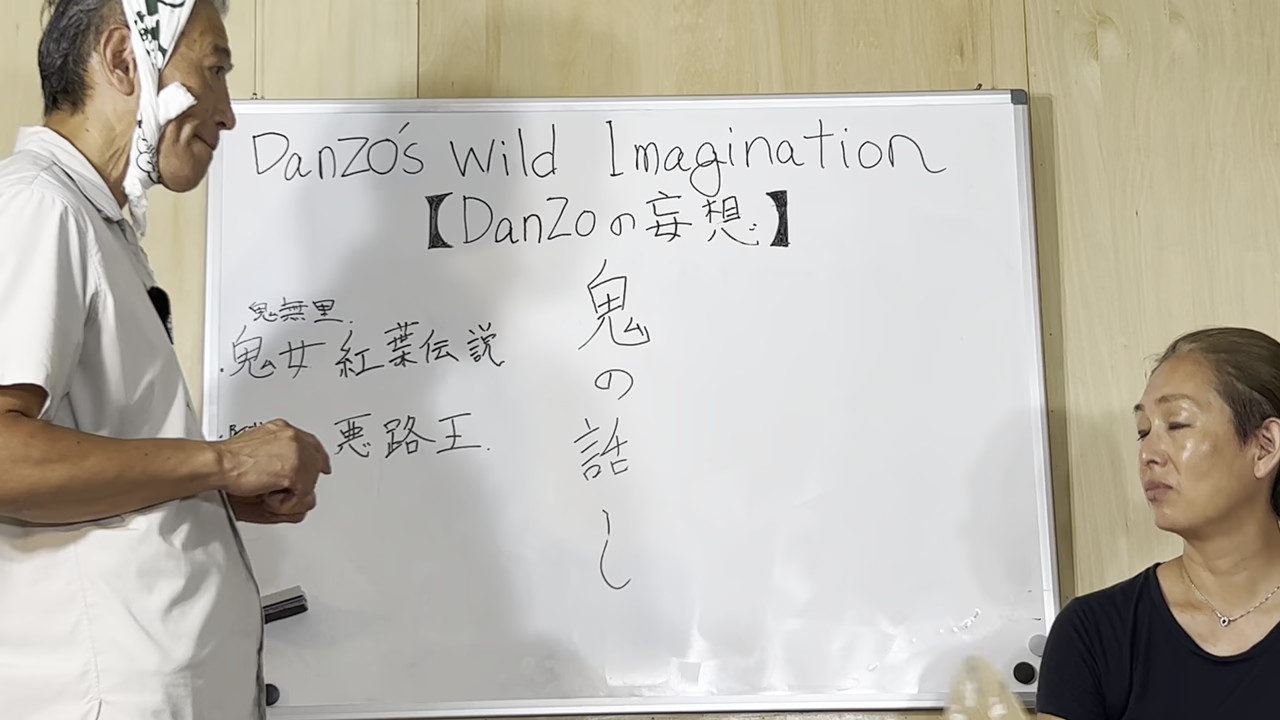 Danzo's Wild Imagination
【DanZoの妄想】
鬼の話し
鬼無里.
・鬼女 紅葉伝説
悪路王.